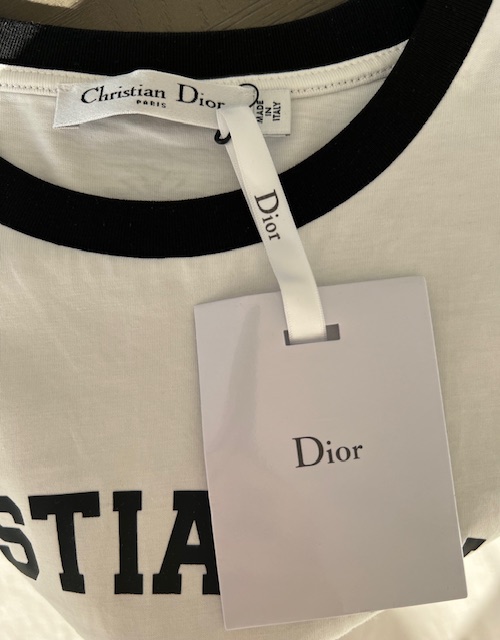 Christian Dior
PARIS
MADE
IN
ITALY
Dior
Dior
STIA